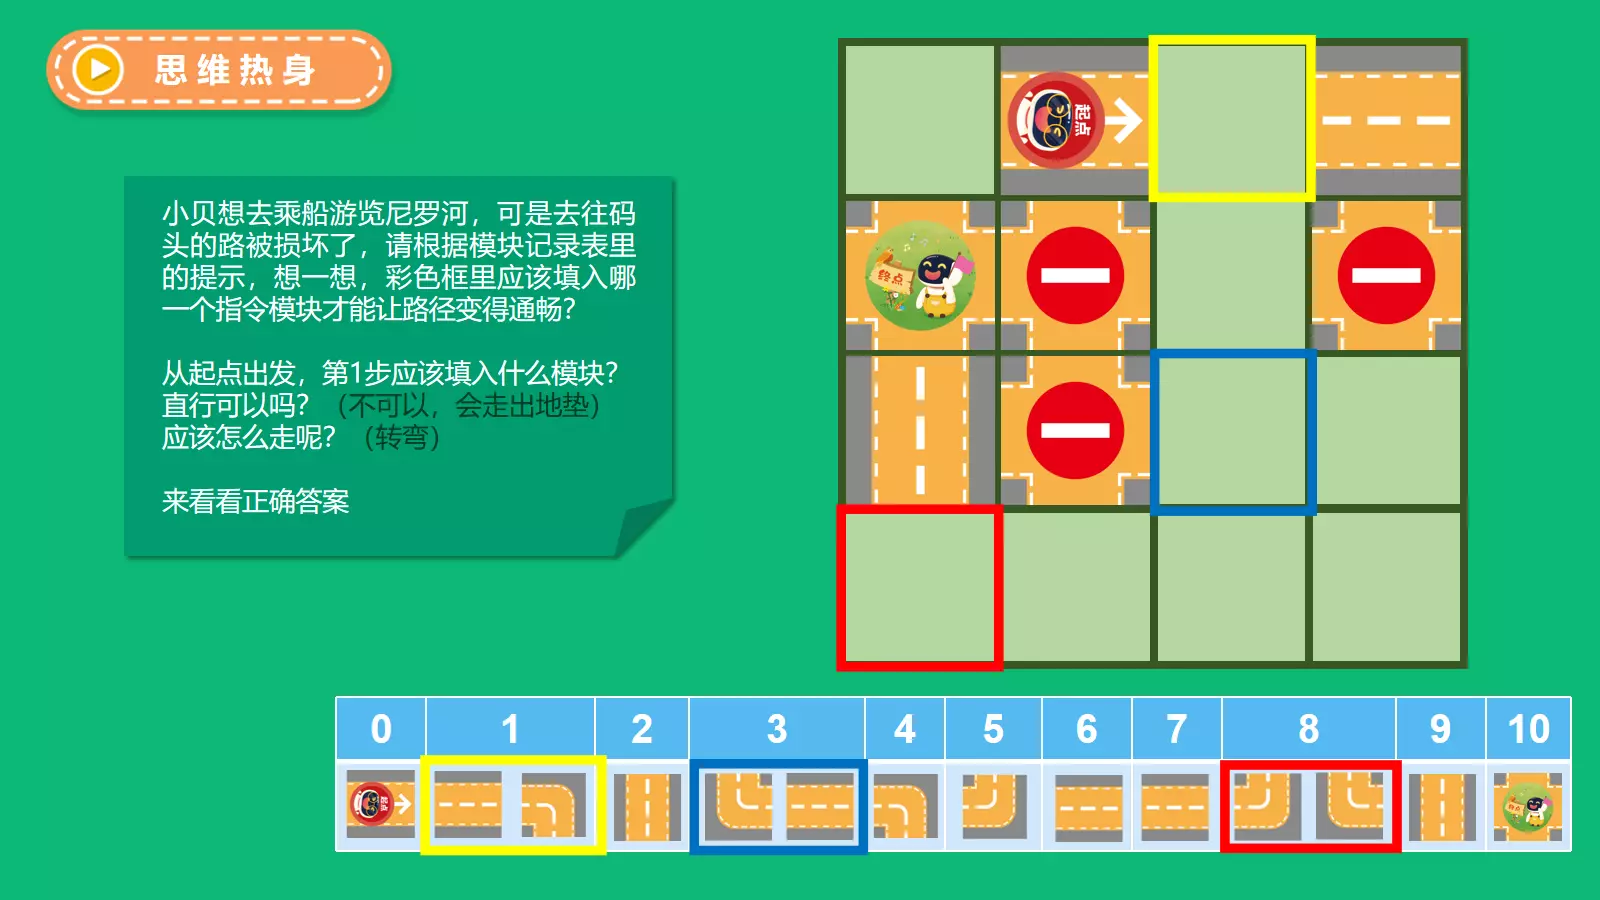 思维热身
起点
小贝想去乘船游览尼罗河，可是去往码
头的路被损坏了，请根据模块记录表里
的提示，想一想，彩色框里应该填入哪
一个指令模块才能让路径变得通畅？
终点
从起点出发，第1步应该填入什么模块？
直行可以吗？（不可以，会走出地垫）
应该怎么走呢？（转弯）
来看看正确答案
0 1 2 3 4 5 6 7 8 9 10
起点
终点